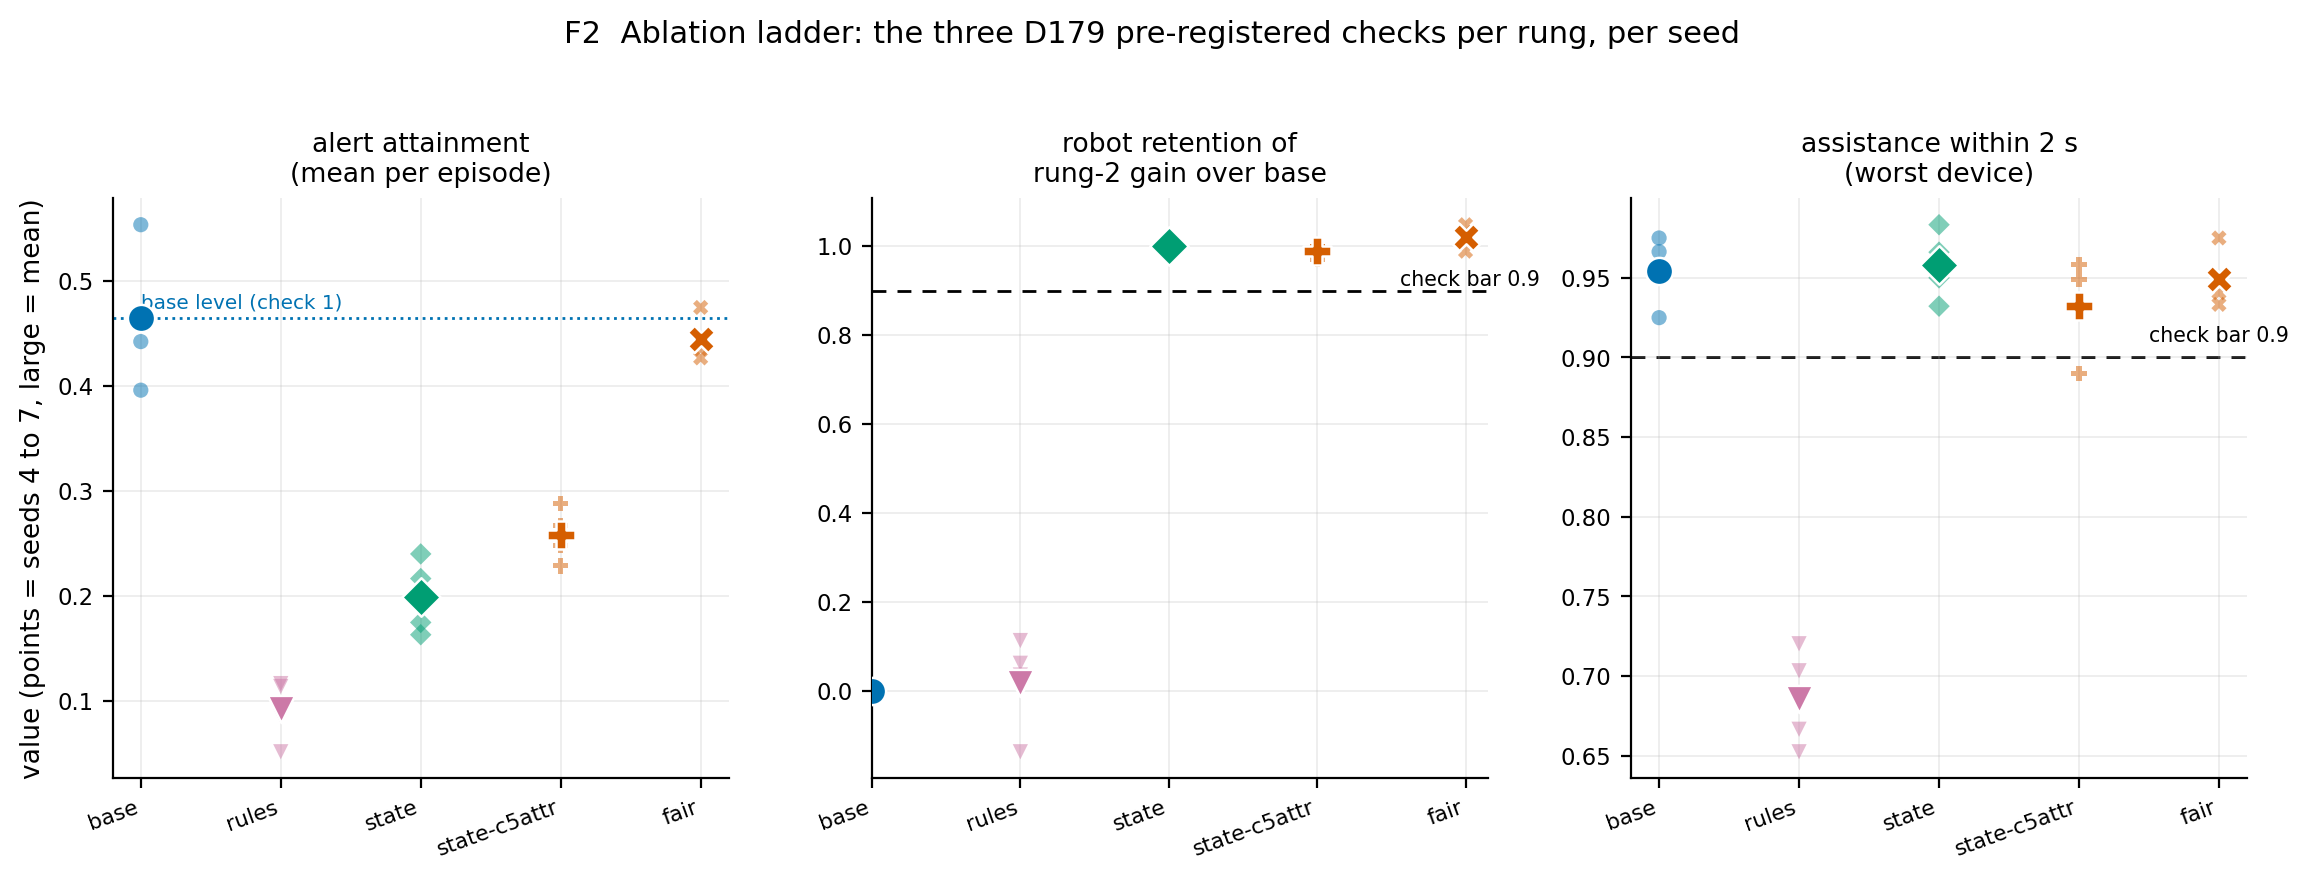 F2  Ablation ladder: the three D179 pre-registered checks per rung, per seed
alert attainment
(mean per episode)
value (points = seeds 4 to 7, large = mean)
0.5
0.4
0.3
0.2
0.1
base level (check 1)
base
rules
state
state-c5attr
fair
robot retention of
rung-2 gain over base
1.0
0.8
0.6
0.4
0.2
0.0
check bar 0.9
base
rules
state
state-c5attr
fair
assistance within 2 s
(worst device)
0.95
0.90
0.85
0.80
0.75
0.70
0.65
check bar 0.9
base
rules
state
state-c5attr
fair